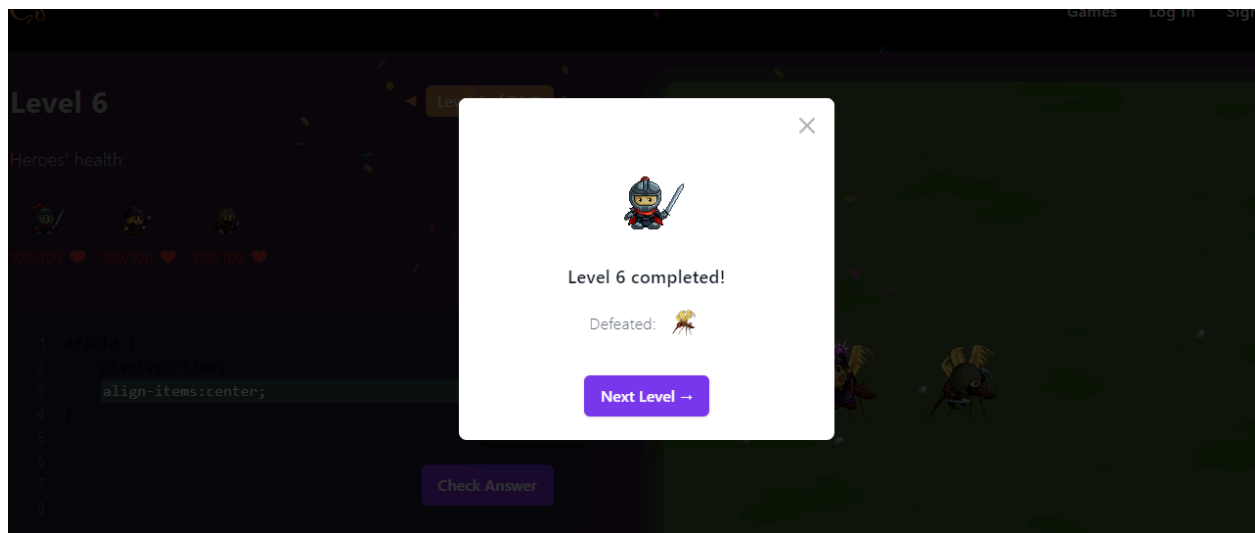 Games Log In
Level 6
Heroes' health:
100/100 100/100 100/100
Level 6 completed!
Defeated:
Next Level →
1 #field {
2 display: flex;
3 align-items:center;
4 }
5
6
7
8
Check Answer